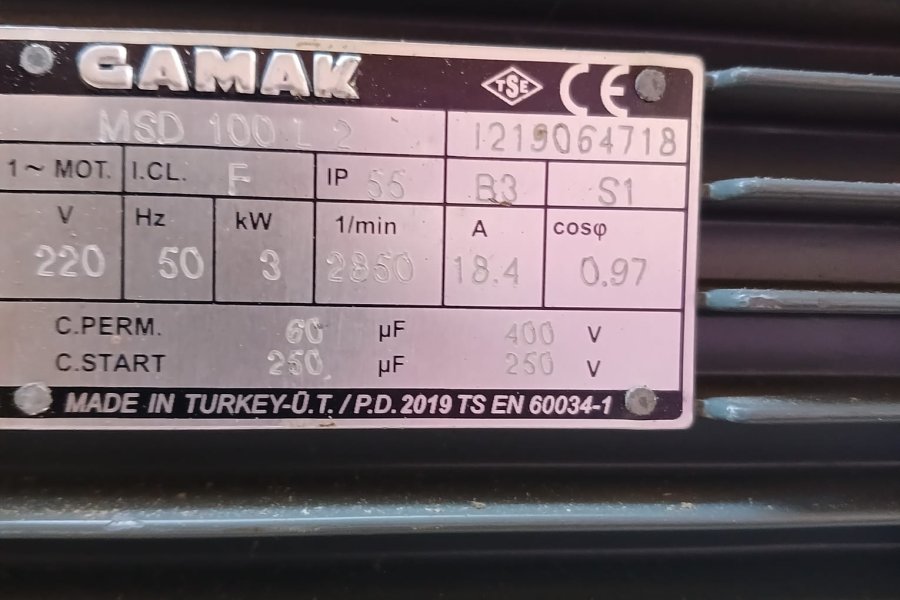 GAMAK TSE CE
MSD 100 L 2 1219064718
1~ MOT. I.CL. F IP 55 B3 S1
V Hz kW 1/min A cosφ
220 50 3 2850 18.4 0.97
C.PERM. 60 µF 400 V
C.START 250 µF 250 V
MADE IN TURKEY-Ü.T. / P.D. 2019 TS EN 60034-1